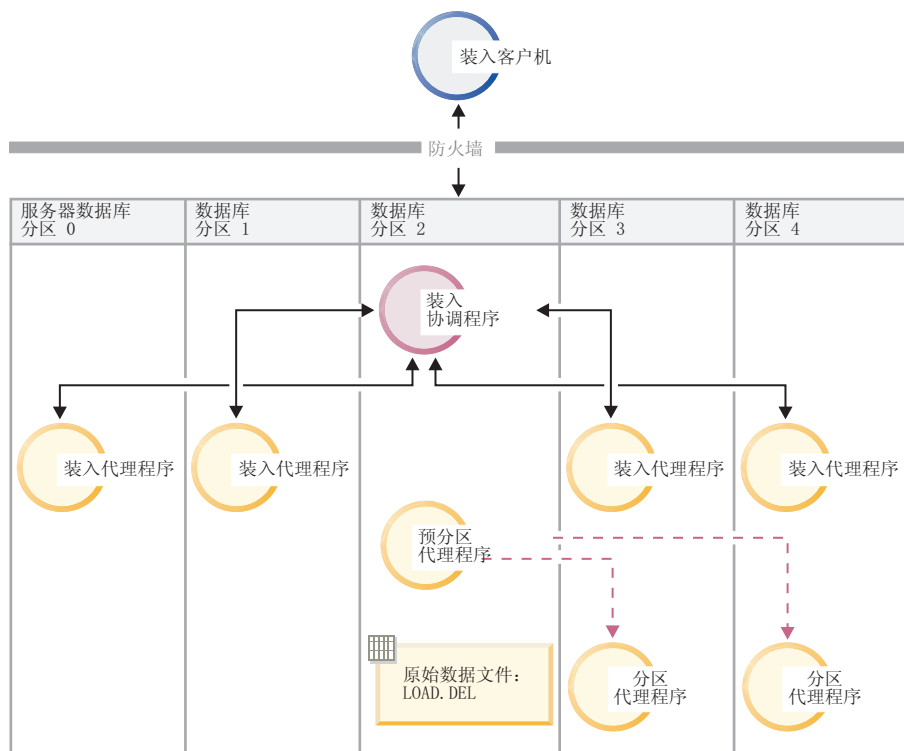 装入客户机
防火墙
服务器数据库
分区 0
数据库
分区 1
数据库
分区 2
数据库
分区 3
数据库
分区 4
装入
协调程序
装入代理程序
装入代理程序
装入代理程序
装入代理程序
预分区
代理程序
原始数据文件：
LOAD.DEL
分区
代理程序
分区
代理程序